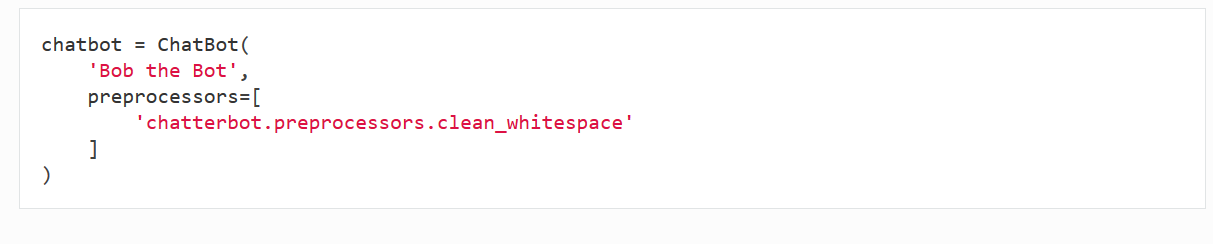 chatbot = ChatBot(
    'Bob the Bot',
    preprocessors=[
        'chatterbot.preprocessors.clean_whitespace'
    ]
)